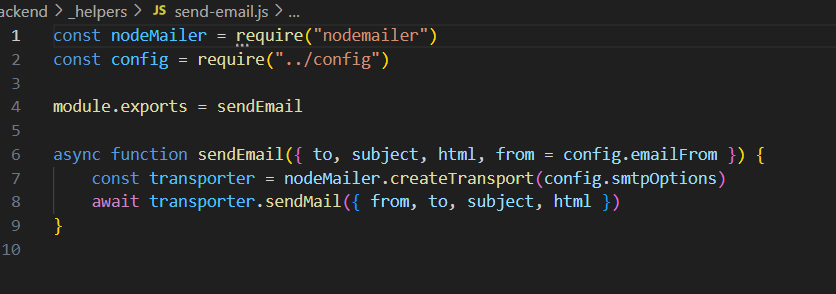 ackend > _helpers > JS send-email.js > ...
1 const nodeMailer = require("nodemailer")
2 const config = require("../config")
3
4 module.exports = sendEmail
5
6 async function sendEmail({ to, subject, html, from = config.emailFrom }) {
7 const transporter = nodeMailer.createTransport(config.smtpOptions)
8 await transporter.sendMail({ from, to, subject, html })
9 }
10